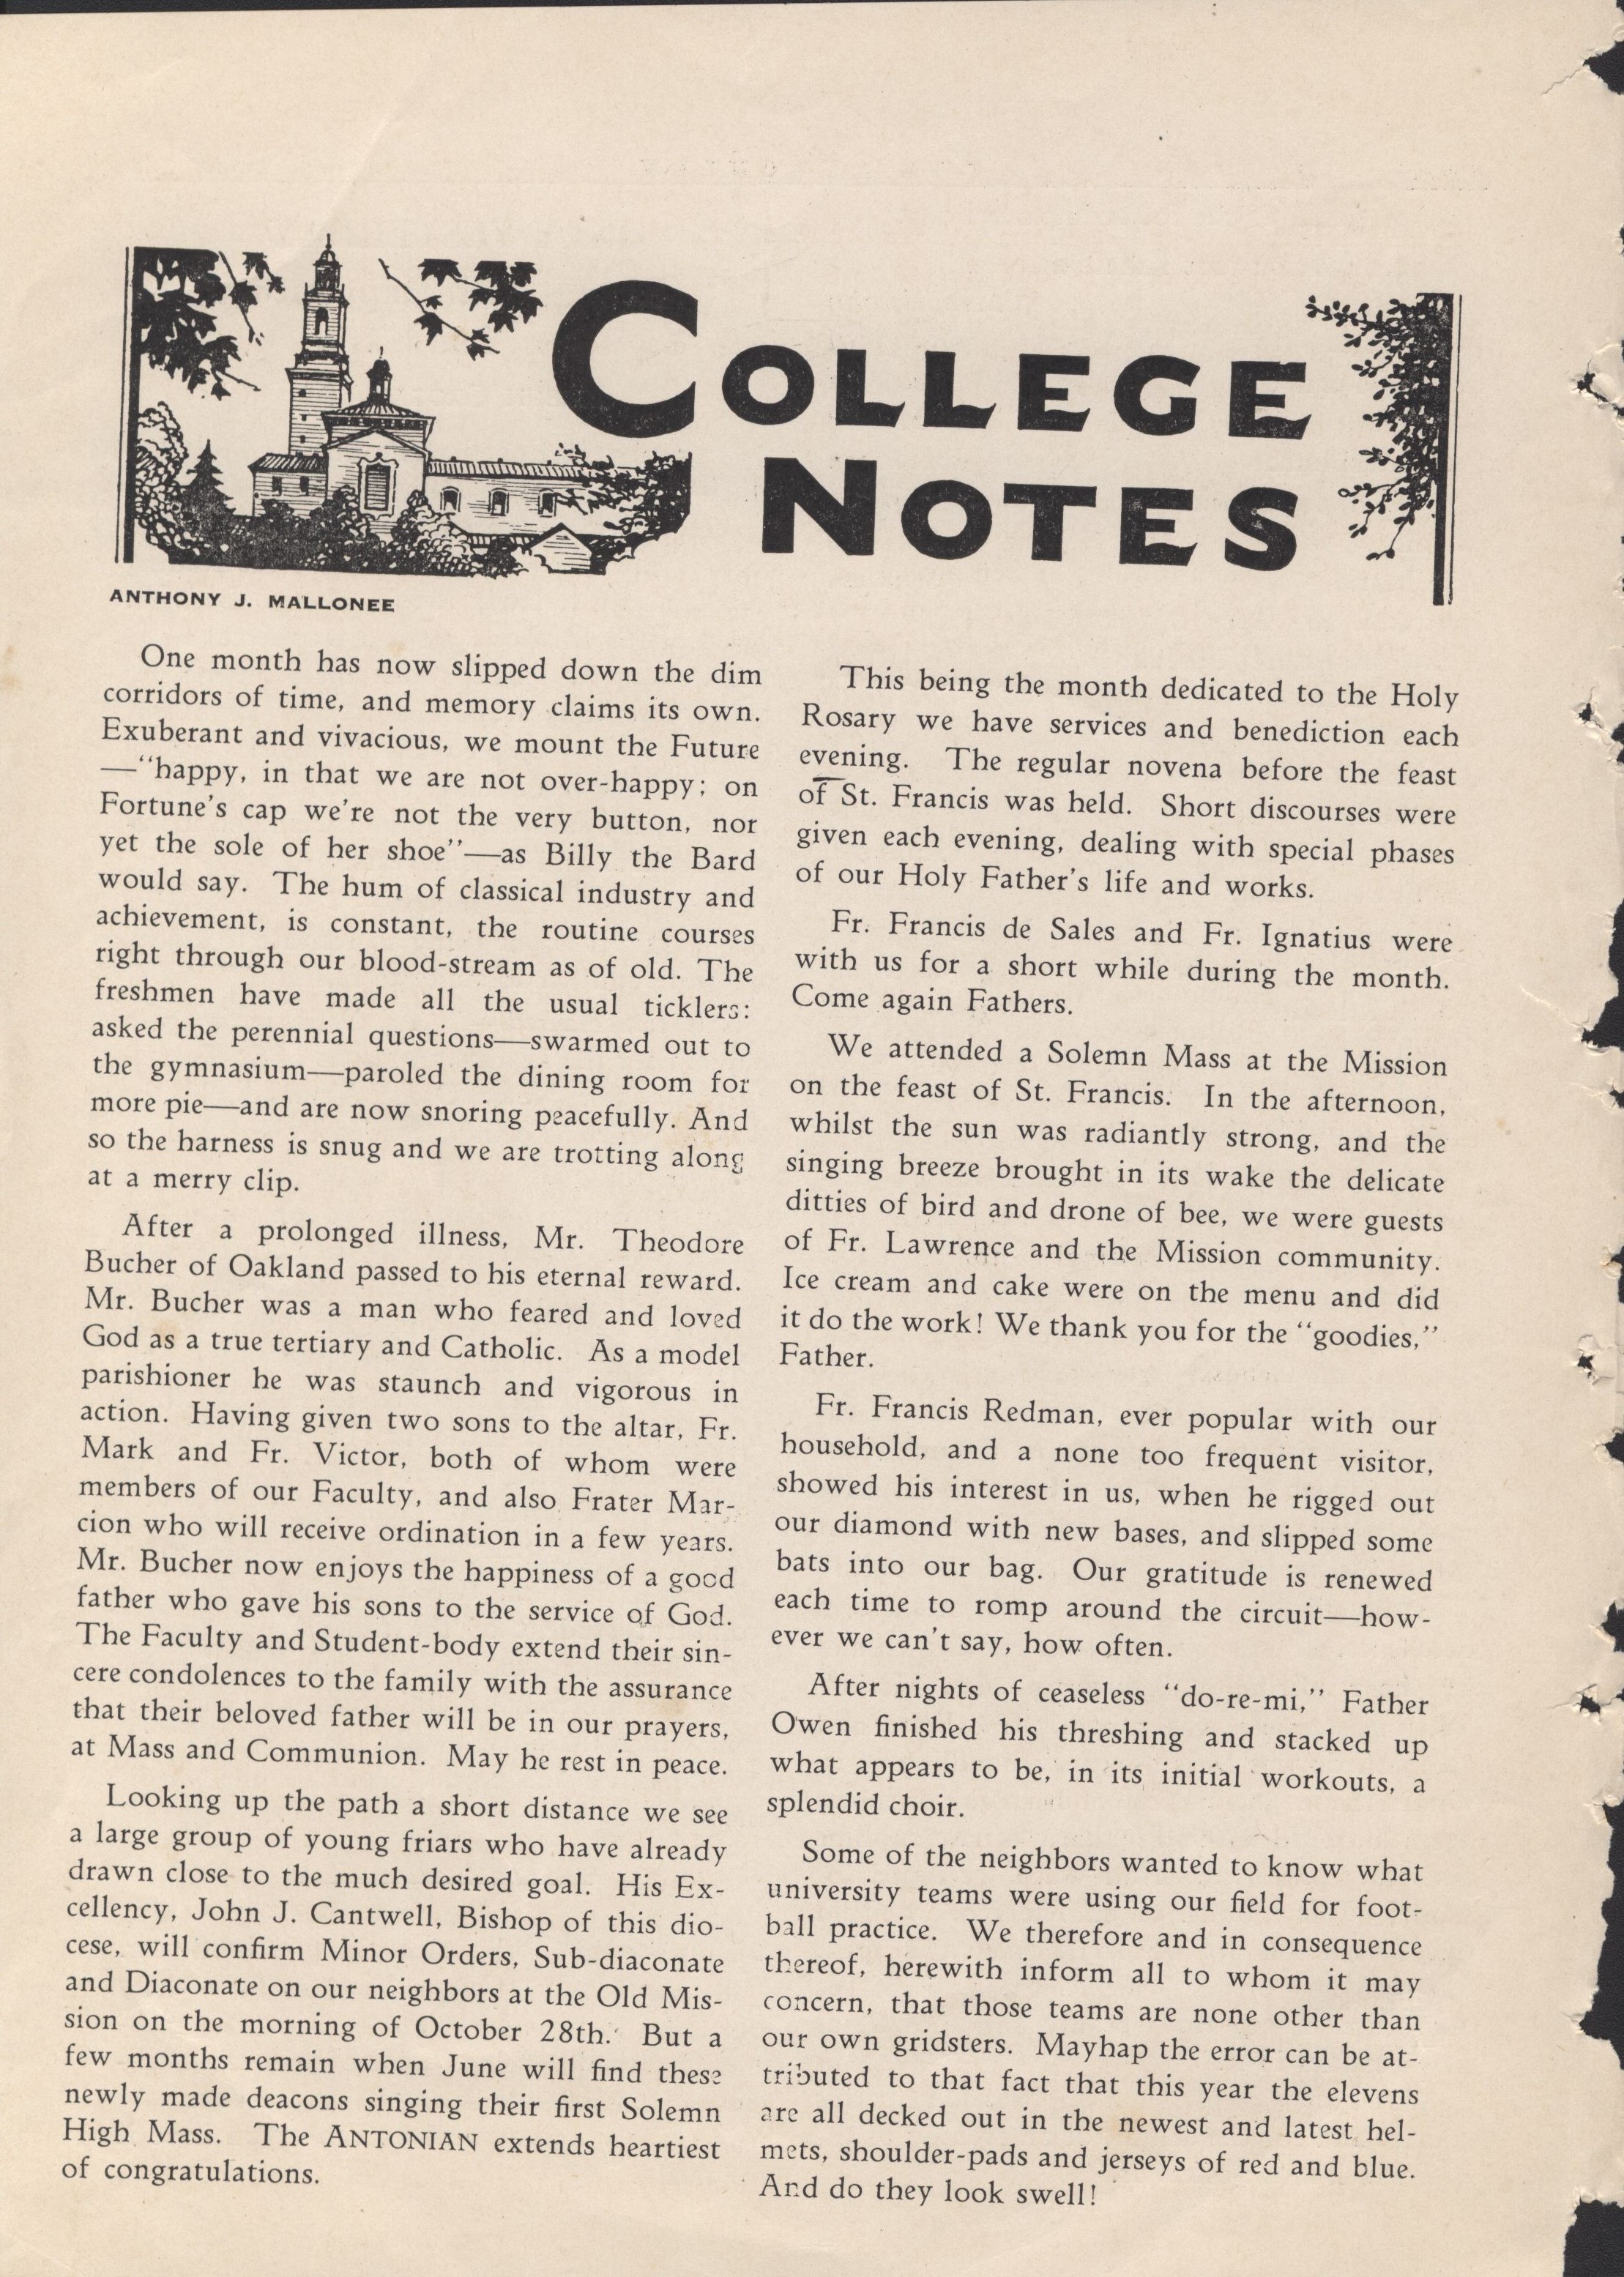 COLLEGE
NOTES
ANTHONY J. MALLONEE
One month has now slipped down the dim
corridors of time, and memory claims its own.
Exuberant and vivacious, we mount the Future
—"happy, in that we are not over-happy; on
Fortune's cap we're not the very button, nor
yet the sole of her shoe"—as Billy the Bard
would say. The hum of classical industry and
achievement, is constant, the routine courses
right through our blood-stream as of old. The
freshmen have made all the usual ticklers:
asked the perennial questions—swarmed out to
the gymnasium—paroled the dining room for
more pie—and are now snoring peacefully. And
so the harness is snug and we are trotting along
at a merry clip.
After a prolonged illness, Mr. Theodore
Bucher of Oakland passed to his eternal reward.
Mr. Bucher was a man who feared and loved
God as a true tertiary and Catholic. As a model
parishioner he was staunch and vigorous in
action. Having given two sons to the altar, Fr.
Mark and Fr. Victor, both of whom were
members of our Faculty, and also Frater Mar-
cion who will receive ordination in a few years.
Mr. Bucher now enjoys the happiness of a good
father who gave his sons to the service of God.
The Faculty and Student-body extend their sin-
cere condolences to the family with the assurance
that their beloved father will be in our prayers,
at Mass and Communion. May he rest in peace.
Looking up the path a short distance we see
a large group of young friars who have already
drawn close to the much desired goal. His Ex-
cellency, John J. Cantwell, Bishop of this dio-
cese, will confirm Minor Orders, Sub-diaconate
and Diaconate on our neighbors at the Old Mis-
sion on the morning of October 28th. But a
few months remain when June will find these
newly made deacons singing their first Solemn
High Mass. The ANTONIAN extends heartiest
of congratulations.
This being the month dedicated to the Holy
Rosary we have services and benediction each
evening. The regular novena before the feast
of St. Francis was held. Short discourses were
given each evening, dealing with special phases
of our Holy Father's life and works.
Fr. Francis de Sales and Fr. Ignatius were
with us for a short while during the month.
Come again Fathers.
We attended a Solemn Mass at the Mission
on the feast of St. Francis. In the afternoon,
whilst the sun was radiantly strong, and the
singing breeze brought in its wake the delicate
ditties of bird and drone of bee, we were guests
of Fr. Lawrence and the Mission community.
Ice cream and cake were on the menu and did
it do the work! We thank you for the "goodies,"
Father.
Fr. Francis Redman, ever popular with our
household, and a none too frequent visitor,
showed his interest in us, when he rigged out
our diamond with new bases, and slipped some
bats into our bag. Our gratitude is renewed
each time to romp around the circuit—how-
ever we can't say, how often.
After nights of ceaseless "do-re-mi," Father
Owen finished his threshing and stacked up
what appears to be, in its initial workouts, a
splendid choir.
Some of the neighbors wanted to know what
university teams were using our field for foot-
ball practice. We therefore and in consequence
thereof, herewith inform all to whom it may
concern, that those teams are none other than
our own gridsters. Mayhap the error can be at-
tributed to that fact that this year the elevens
are all decked out in the newest and latest hel-
mets, shoulder-pads and jerseys of red and blue.
And do they look swell!